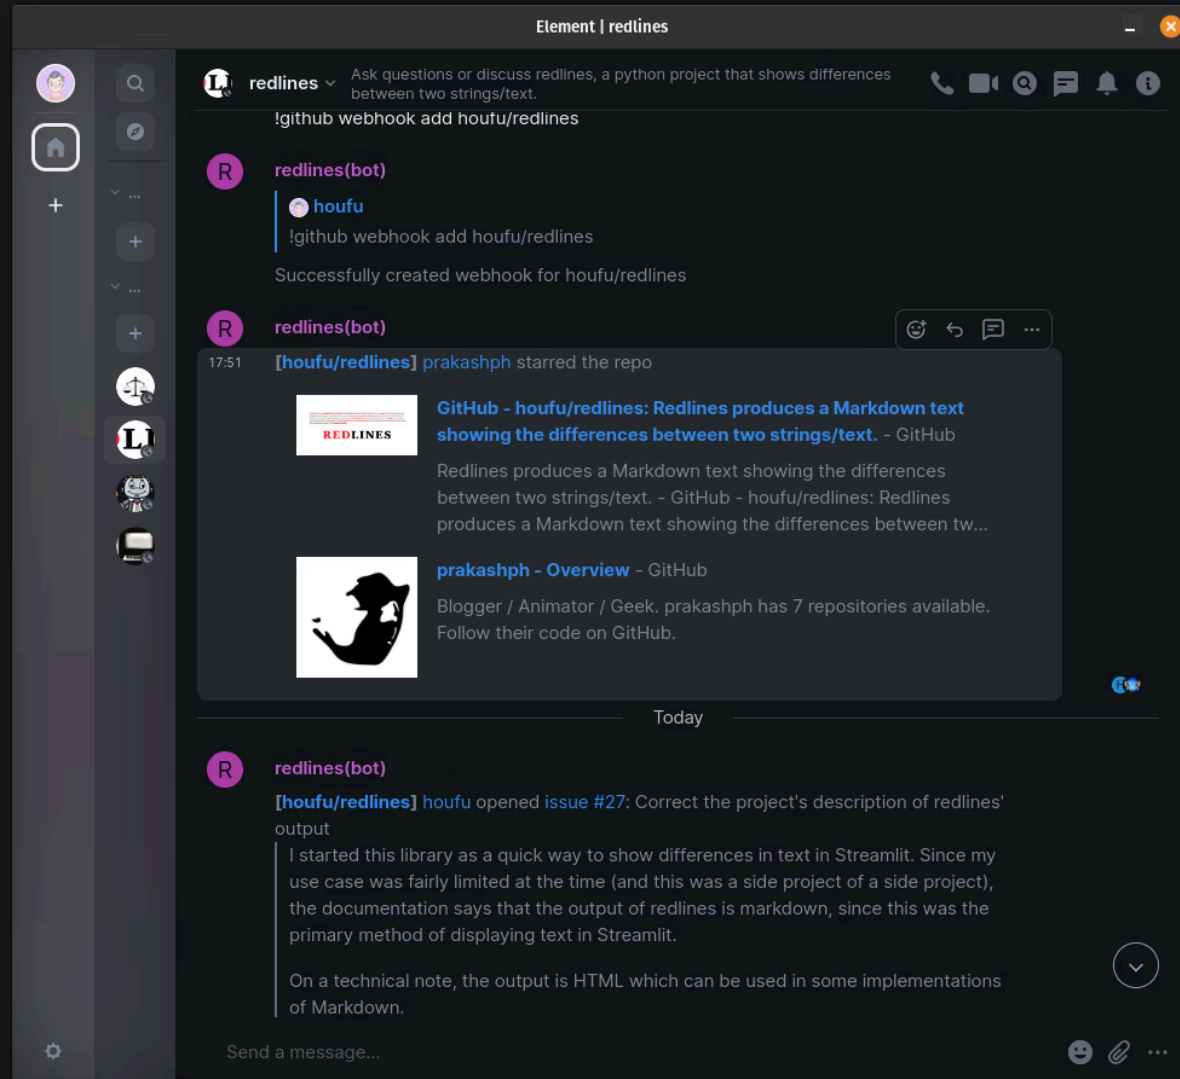 Element | redlines
redlines
Ask questions or discuss redlines, a python project that shows differences
between two strings/text.
!github webhook add houfu/redlines
R
redlines(bot)
houfu
!github webhook add houfu/redlines
Successfully created webhook for houfu/redlines
R
redlines(bot)
17:51
[houfu/redlines] prakashph starred the repo
REDLINES
GitHub - houfu/redlines: Redlines produces a Markdown text
showing the differences between two strings/text. - GitHub
Redlines produces a Markdown text showing the differences
between two strings/text. - GitHub - houfu/redlines: Redlines
produces a Markdown text showing the differences between tw...
prakashph - Overview - GitHub
Blogger / Animator / Geek. prakashph has 7 repositories available.
Follow their code on GitHub.
Today
R
redlines(bot)
[houfu/redlines] houfu opened issue #27: Correct the project's description of redlines'
output
I started this library as a quick way to show differences in text in Streamlit. Since my
use case was fairly limited at the time (and this was a side project of a side project),
the documentation says that the output of redlines is markdown, since this was the
primary method of displaying text in Streamlit.
On a technical note, the output is HTML which can be used in some implementations
of Markdown.
Send a message...